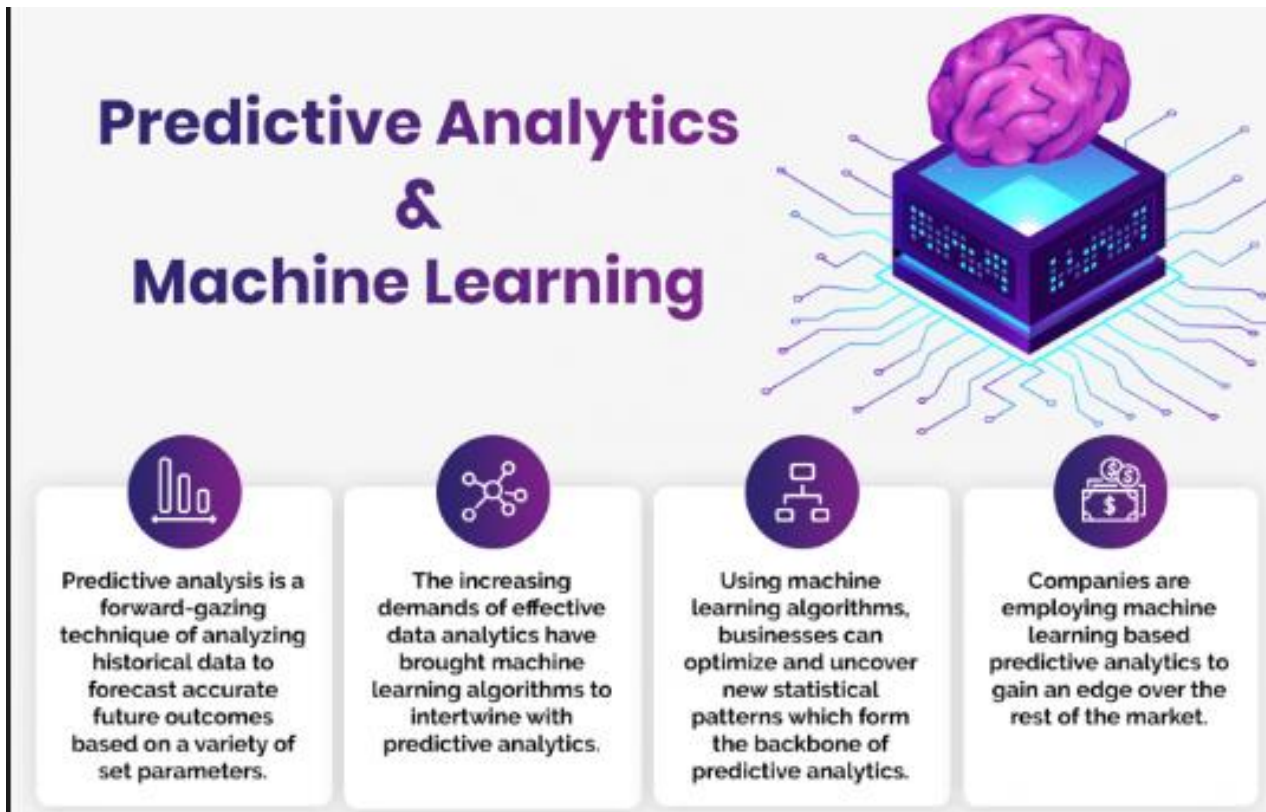 Predictive Analytics
&
Machine Learning
Predictive analysis is a
forward-gazing
technique of analyzing
historical data to
forecast accurate
future outcomes
based on a variety of
set parameters.
The increasing
demands of effective
data analytics have
brought machine
learning algorithms to
intertwine with
predictive analytics.
Using machine
learning algorithms,
businesses can
optimize and uncover
new statistical
patterns which form
the backbone of
predictive analytics.
$ $
$
Companies are
employing machine
learning based
predictive analytics to
gain an edge over the
rest of the market.